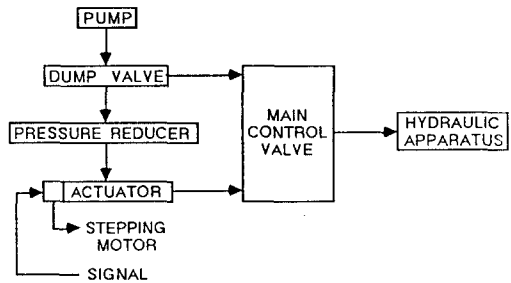 PUMP
DUMP VALVE
PRESSURE REDUCER
ACTUATOR
STEPPING
MOTOR
SIGNAL
MAIN
CONTROL
VALVE
HYDRAULIC
APPARATUS